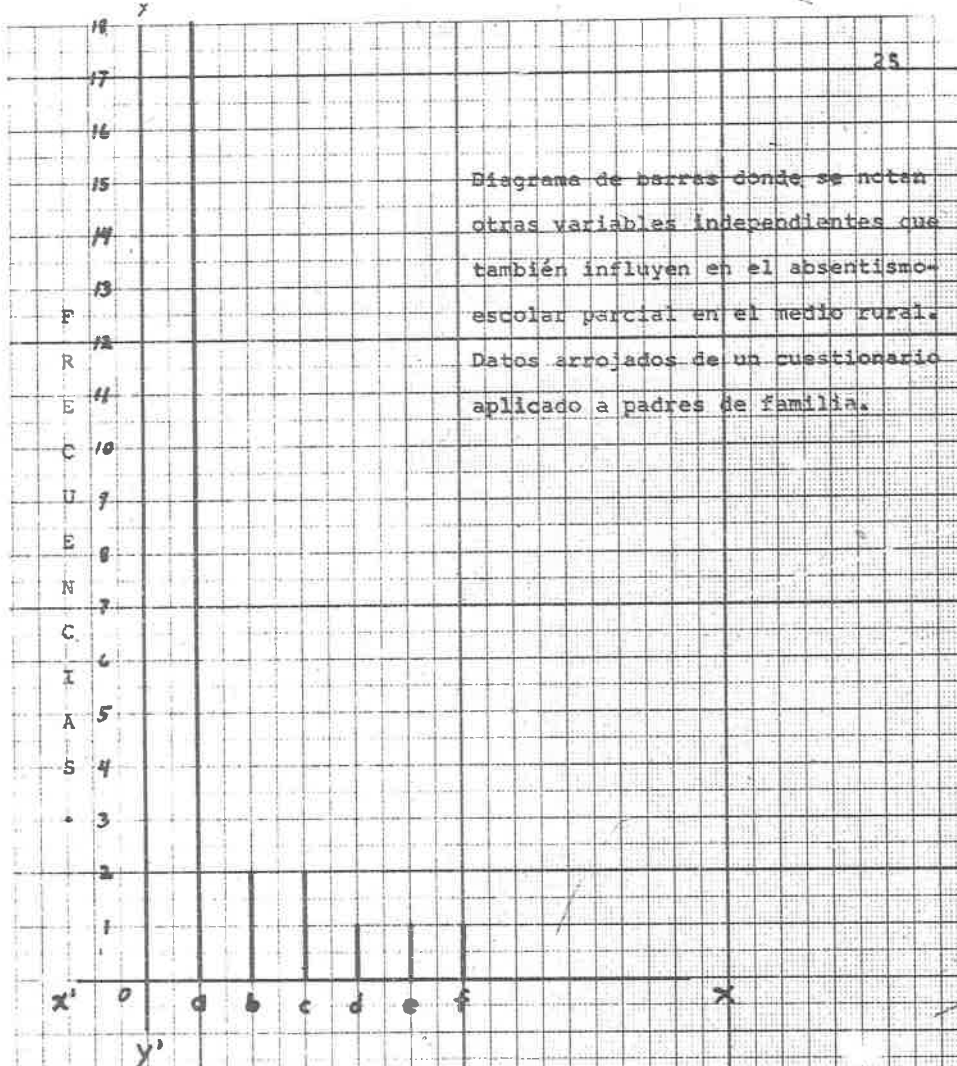 y
25
Diagrama de barras donde se notan
otras variables independientes que
también influyen en el absentismo-
escolar parcial en el medio rural.
Datos arrojados de un cuestionario
aplicado a padres de familia.
FRECUENCIAS.
18
17
16
15
14
13
12
11
10
9
8
7
6
5
4
3
2
1
x' 0 a b c d e f x
y'